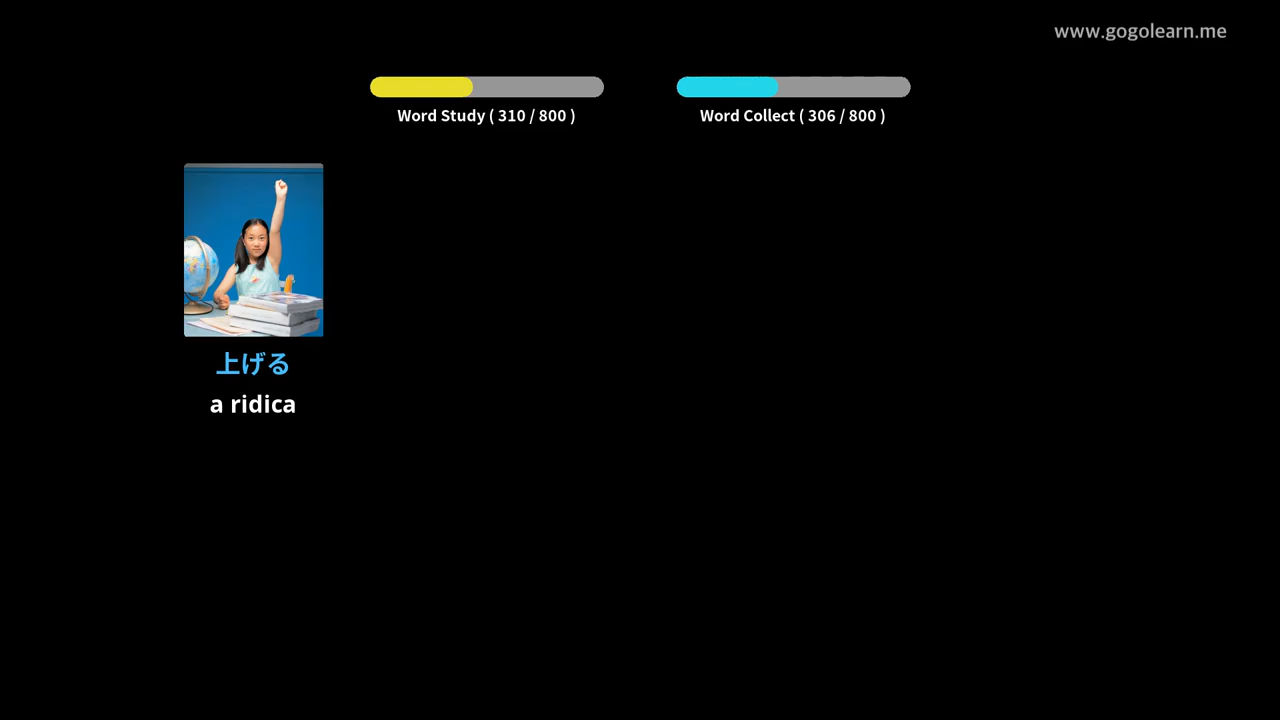 www.gogolearn.me
Word Study ( 310 / 800 )
Word Collect ( 306 / 800 )
上げる
a ridica